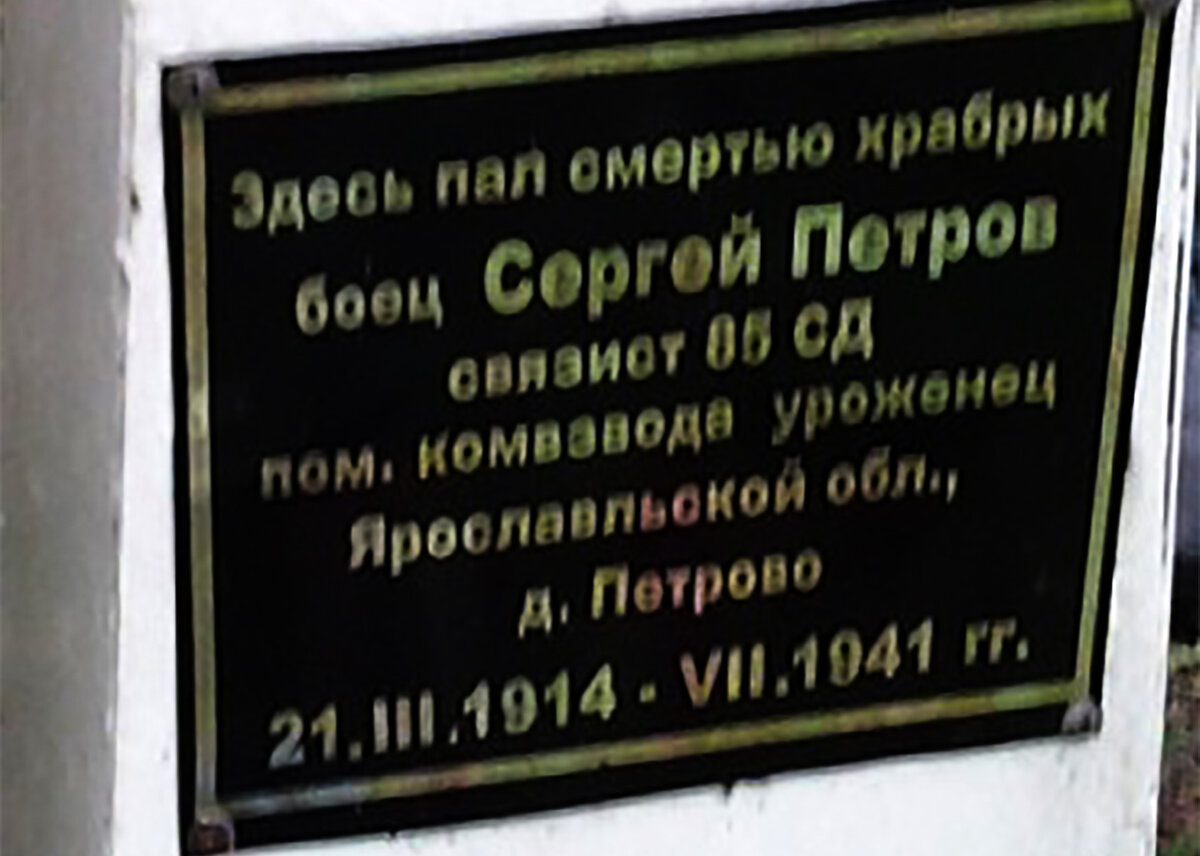 Здесь пал смертью храбрых
боец Сергей Петров
связист 85 СД
пом. комвзвода уроженец
Ярославльской обл.,
д. Петрово
21.III.1914 - VII.1941 гг.